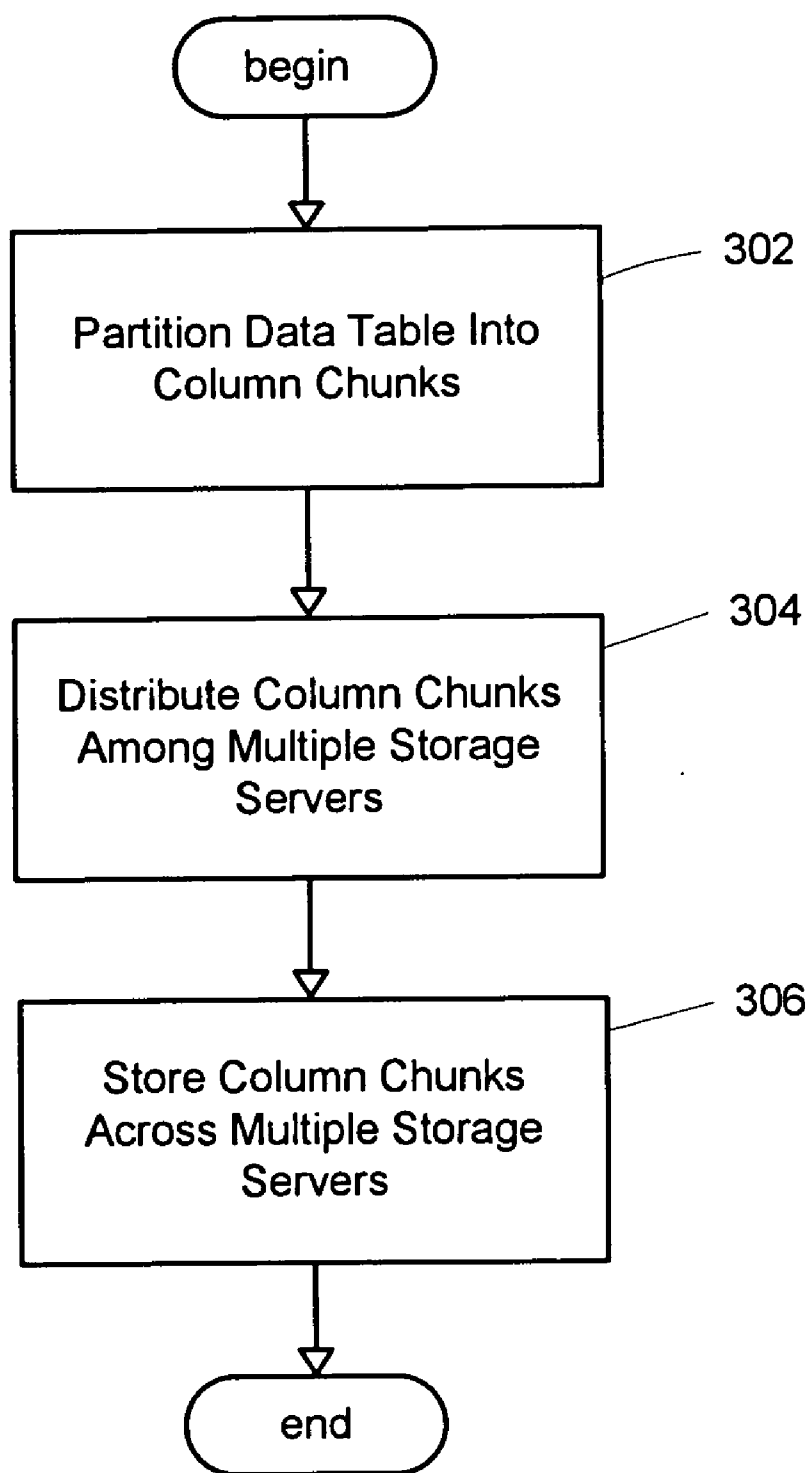 begin
302
Partition Data Table Into
Column Chunks
304
Distribute Column Chunks
Among Multiple Storage
Servers
306
Store Column Chunks
Across Multiple Storage
Servers
end